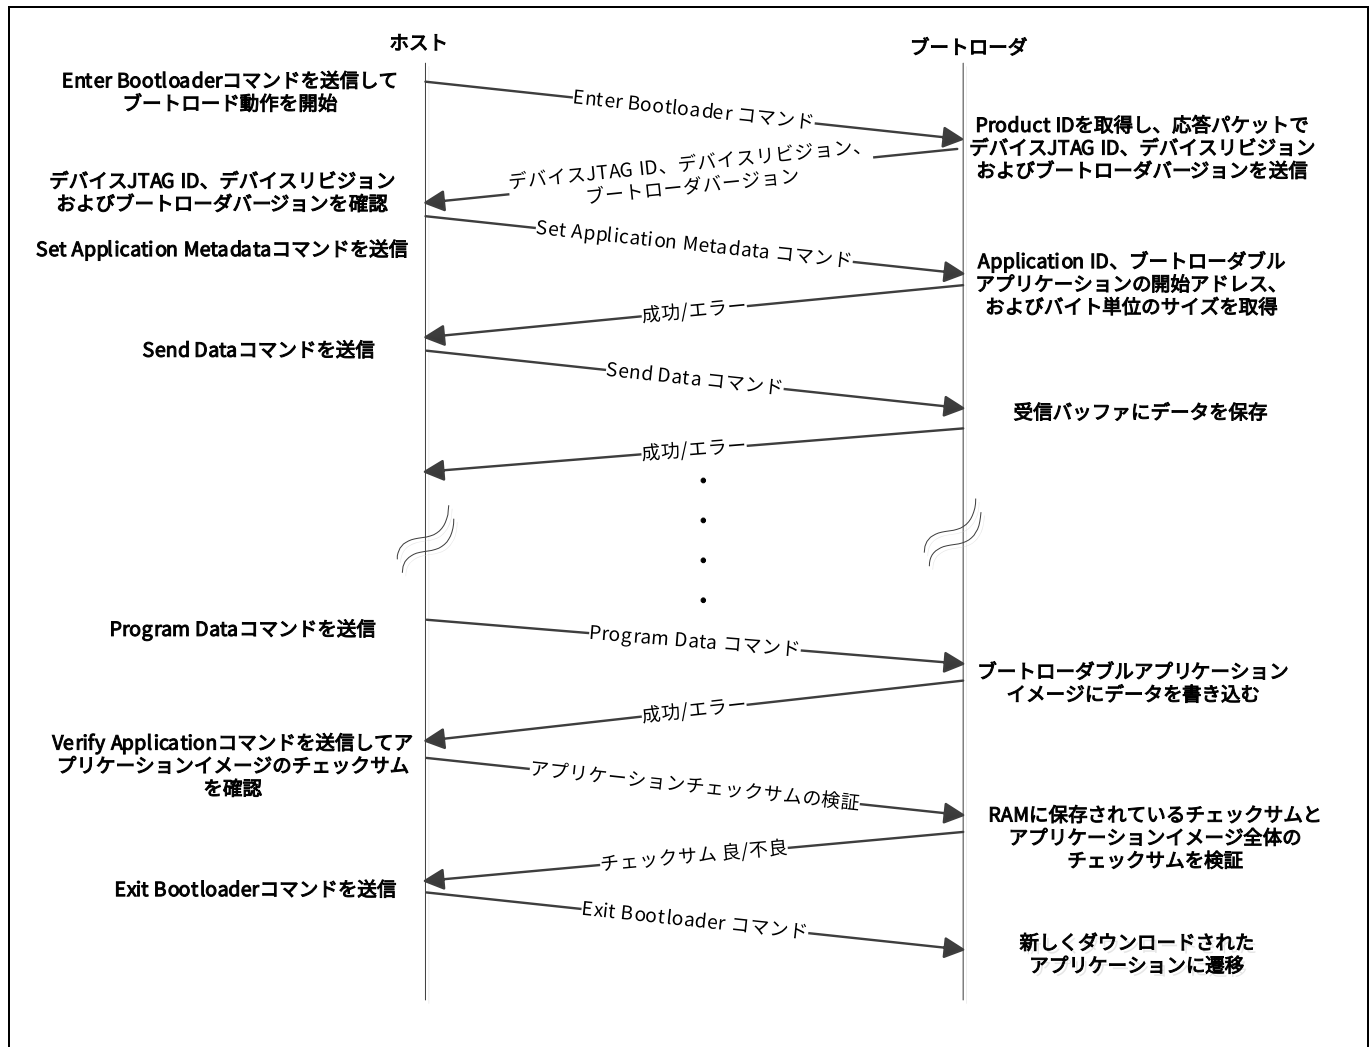 ホスト
ブートローダ
Enter Bootloaderコマンドを送信して
ブートロード動作を開始
Enter Bootloader コマンド
Product IDを取得し、応答パケットで
デバイスJTAG ID、デバイスリビジョン
およびブートローダバージョンを送信
デバイスJTAG ID、デバイスリビジョン、
ブートローダバージョン
デバイスJTAG ID、デバイスリビジョン
およびブートローダバージョンを確認
Set Application Metadataコマンドを送信
Set Application Metadata コマンド
Application ID、ブートローダブル
アプリケーションの開始アドレス、
およびバイト単位のサイズを取得
成功/エラー
Send Dataコマンドを送信
Send Data コマンド
受信バッファにデータを保存
成功/エラー
Program Dataコマンドを送信
Program Data コマンド
ブートローダブルアプリケーション
イメージにデータを書き込む
成功/エラー
Verify Applicationコマンドを送信してア
プリケーションイメージのチェックサム
を確認
アプリケーションチェックサムの検証
RAMに保存されているチェックサムと
アプリケーションイメージ全体の
チェックサムを検証
チェックサム 良/不良
Exit Bootloaderコマンドを送信
Exit Bootloader コマンド
新しくダウンロードされた
アプリケーションに遷移